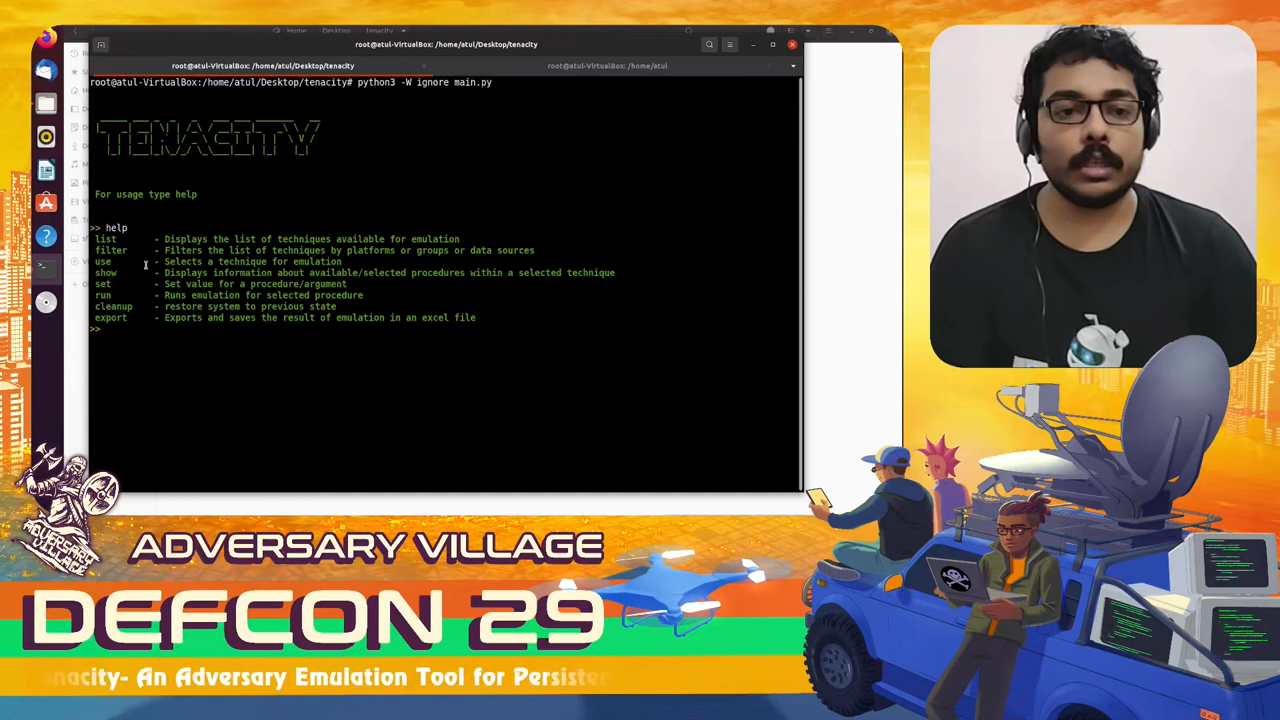 Home Desktop tenacity
root@atul-VirtualBox: /home/atul/Desktop/tenacity
root@atul-VirtualBox: /home/atul/Desktop/tenacity
root@atul-VirtualBox: /home/atul
root@atul-VirtualBox:/home/atul/Desktop/tenacity# python3 -W ignore main.py
TENACITY
For usage type help
>> help
list - Displays the list of techniques available for emulation
filter - Filters the list of techniques by platforms or groups or data sources
use - Selects a technique for emulation
show - Displays information about available/selected procedures within a selected technique
set - Set value for a procedure/argument
run - Runs emulation for selected procedure
cleanup - restore system to previous state
export - Exports and saves the result of emulation in an excel file
>>
ADVERSARY VILLAGE
ADVERSARY VILLAGE
DEFCON 29
nacity- An Adversary Emulation Tool for Persiste